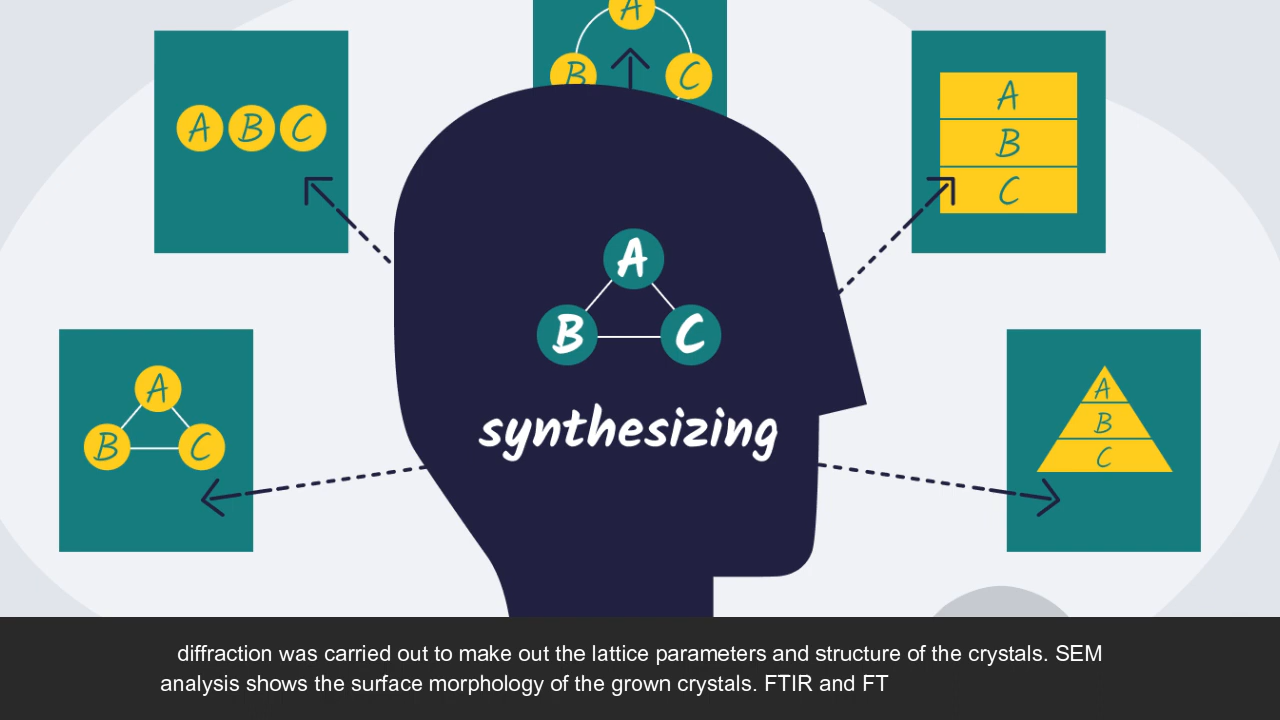 A
B C
A B C
A
B
C
A
B C
synthesizing
A
B C
A
B
C
diffraction was carried out to make out the lattice parameters and structure of the crystals. SEM
analysis shows the surface morphology of the grown crystals. FTIR and FT